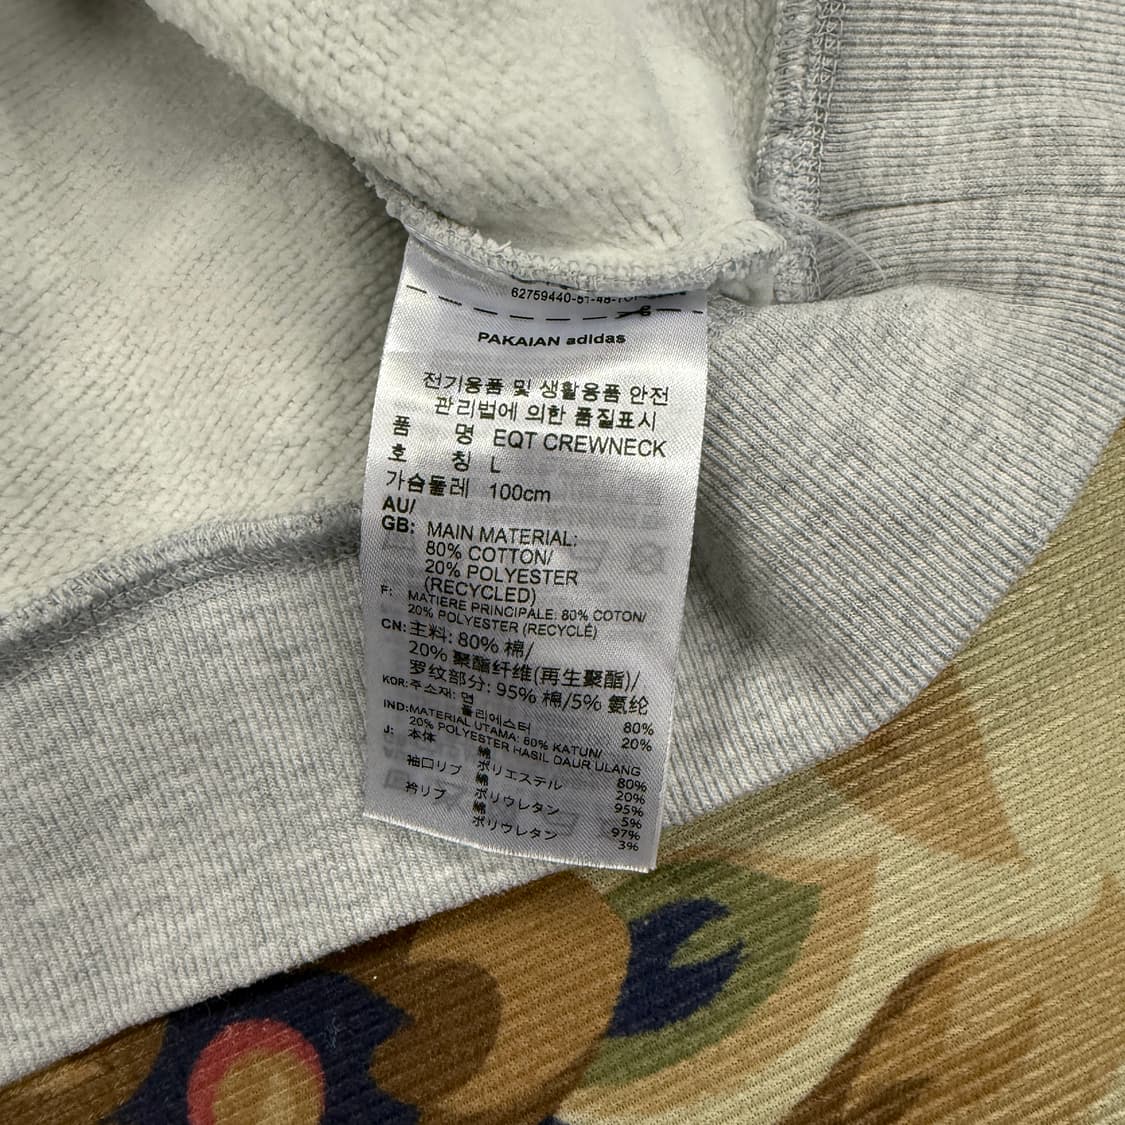 62759440-51-48-
PAKAIAN adidas
전기용품 및 생활용품 안전
관리법에 의한 품질표시
품 명 EQT CREWNECK
호 칭 L
가슴둘레 100cm
AU/
GB: MAIN MATERIAL:
80% COTTON/
20% POLYESTER
(RECYCLED)
F: MATIERE PRINCIPALE: 80% COTON/
20% POLYESTER (RECYCLÉ)
CN: 主料: 80% 棉/
20% 聚酯纤维(再生聚酯)/
罗纹部分: 95% 棉/5% 氨纶
KOR: 주소재: 면 80%
폴리에스터 20%
IND: MATERIAL UTAMA: 80% KATUN/
20% POLYESTER HASIL DAUR ULANG
J: 本体 綿 80%
ポリエステル 20%
袖口リブ 綿 95%
ポリウレタン 5%
衿リブ 綿 97%
ポリウレタン 3%